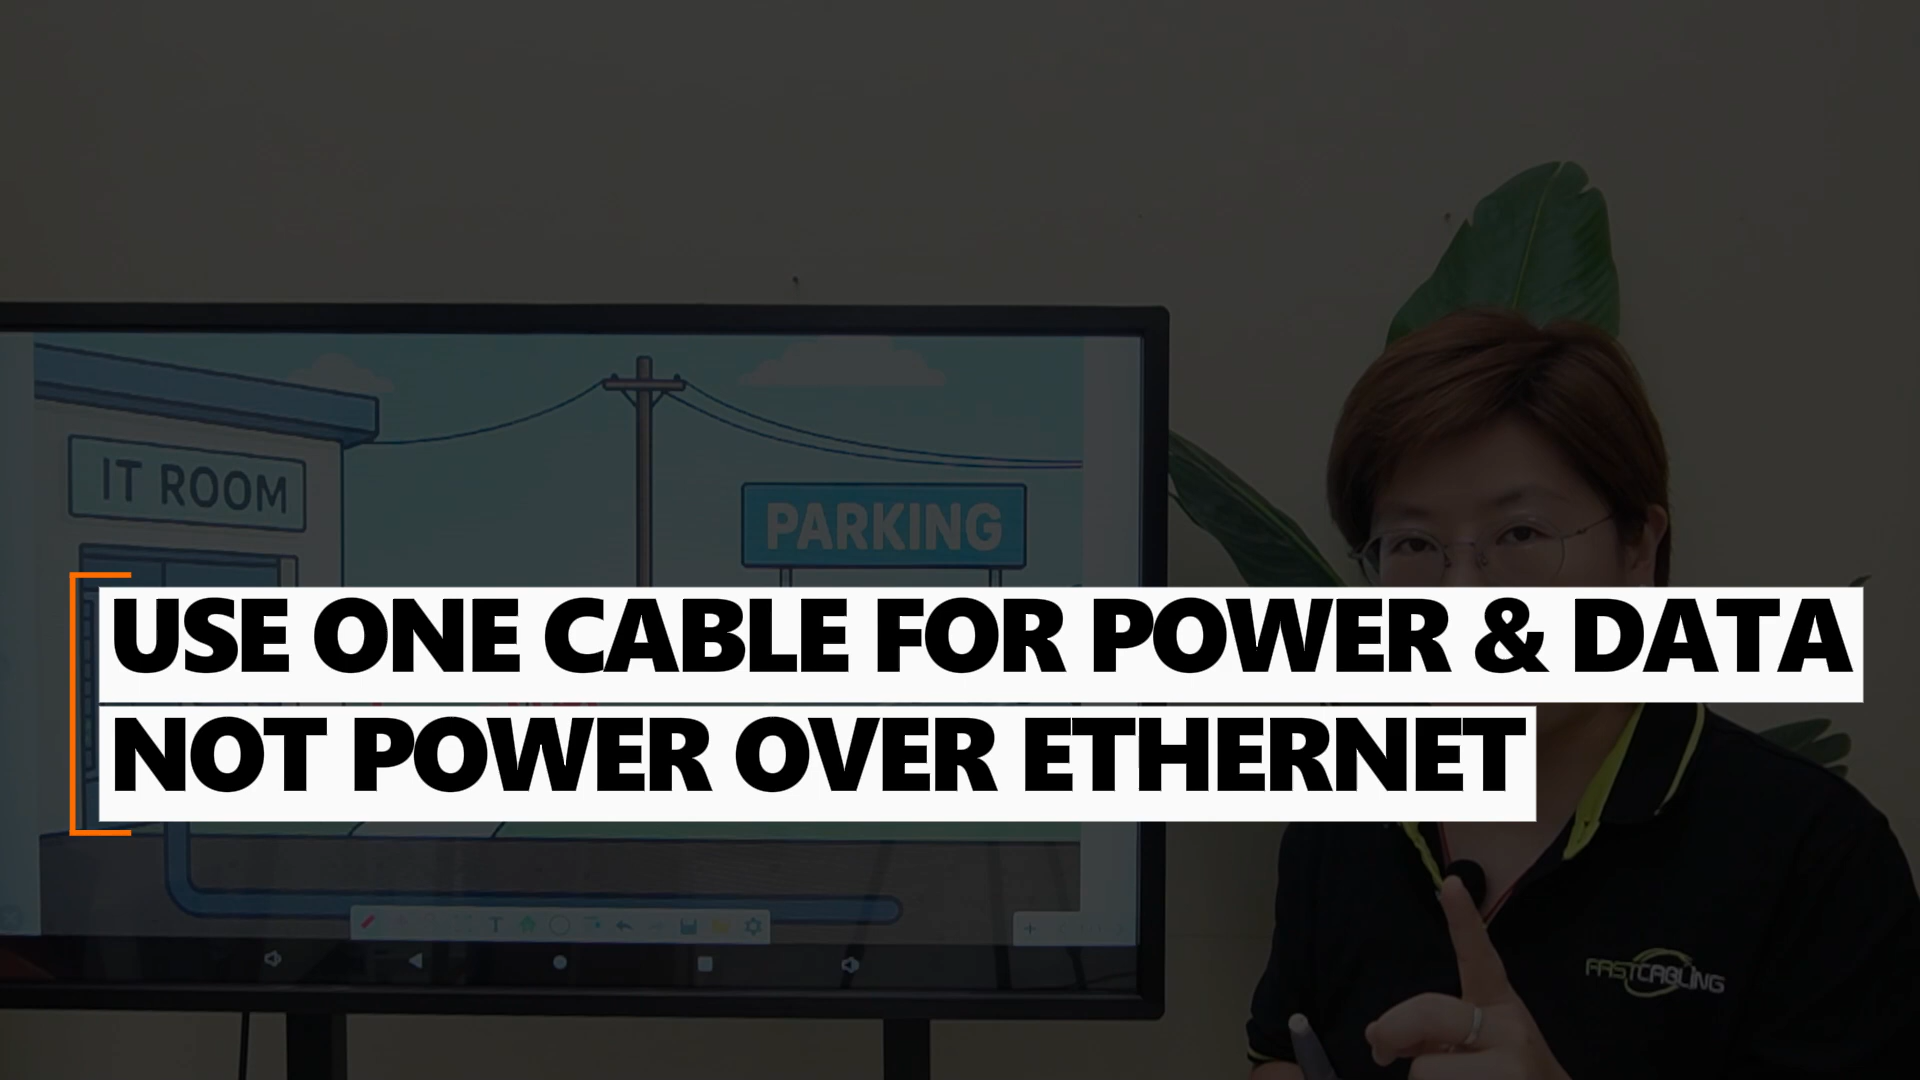 IT ROOM
PARKING
USE ONE CABLE FOR POWER & DATA
NOT POWER OVER ETHERNET
T
FASTCABLING